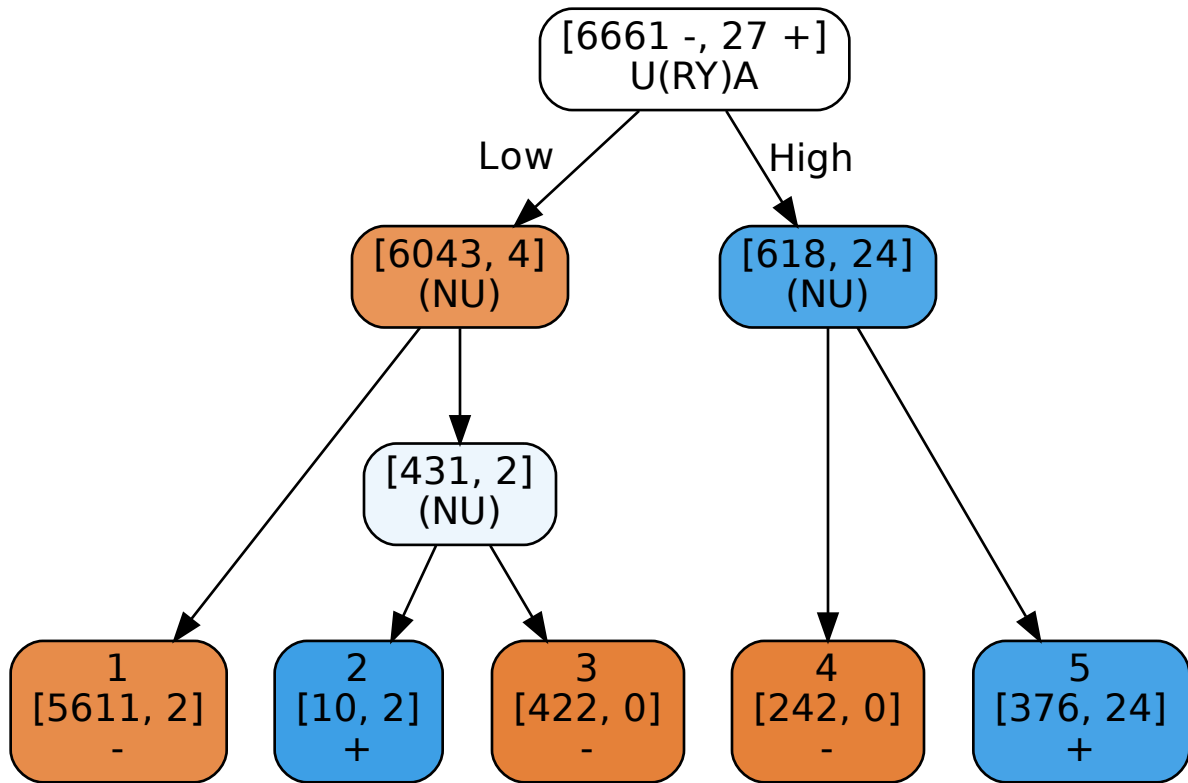 [6661 -, 27 +]
U(RY)A
Low
High
[6043, 4]
(NU)
[618, 24]
(NU)
[431, 2]
(NU)
1
[5611, 2]
-
2
[10, 2]
+
3
[422, 0]
-
4
[242, 0]
-
5
[376, 24]
+